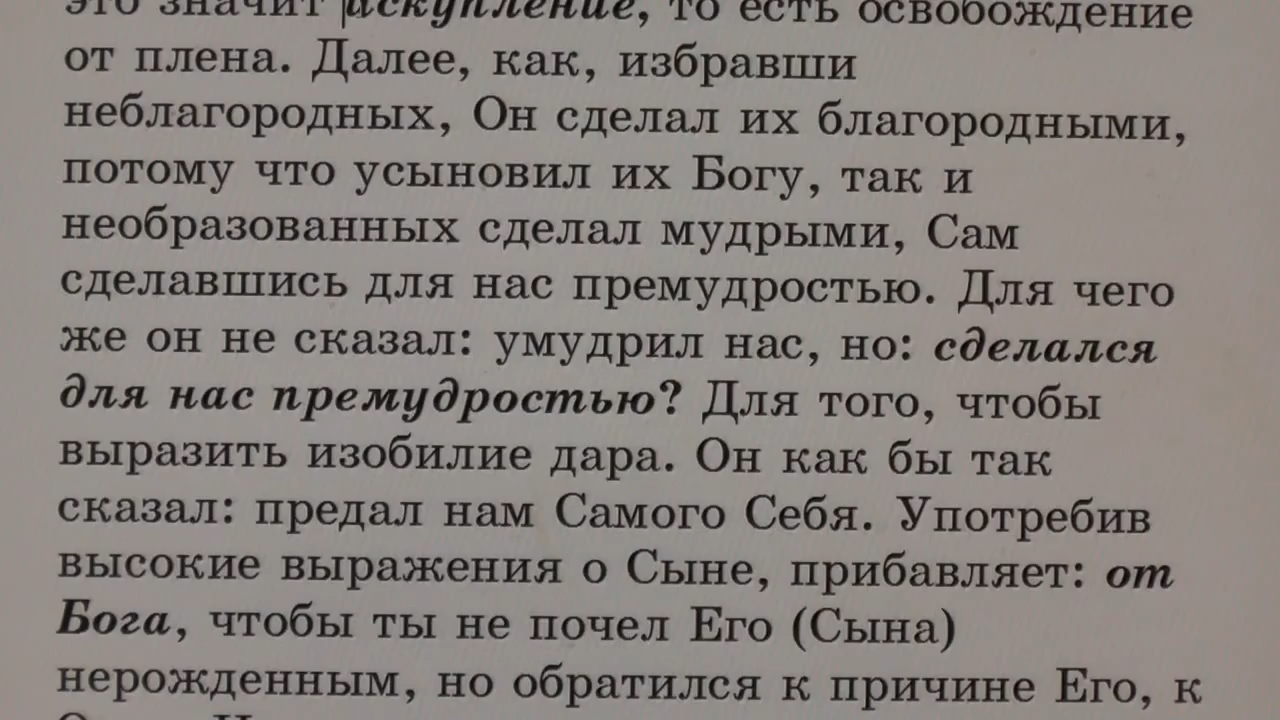 это значит искупление, то есть освобождение
от плена. Далее, как, избравши
неблагородных, Он сделал их благородными,
потому что усыновил их Богу, так и
необразованных сделал мудрыми, Сам
сделавшись для нас премудростью. Для чего
же он не сказал: умудрил нас, но: сделался
для нас премудростью? Для того, чтобы
выразить изобилие дара. Он как бы так
сказал: предал нам Самого Себя. Употребив
высокие выражения о Сыне, прибавляет: от
Бога, чтобы ты не почел Его (Сына)
нерожденным, но обратился к причине Его, к